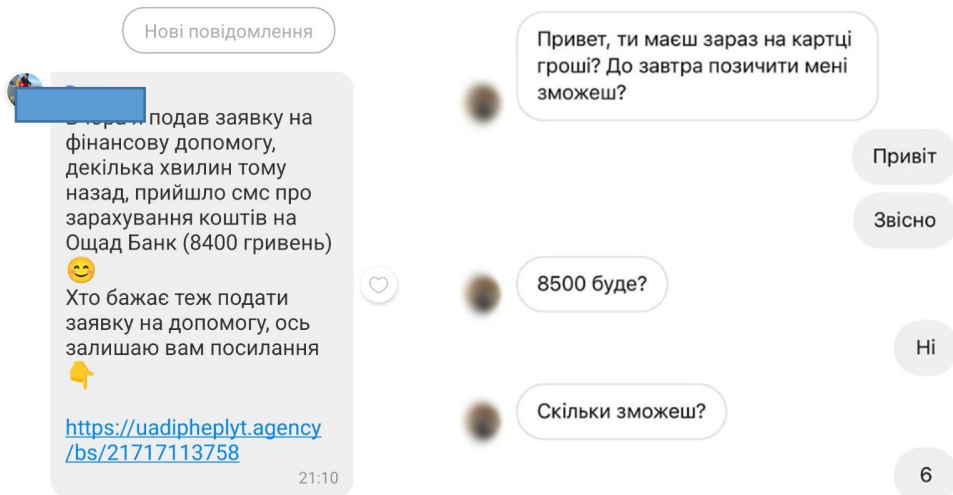 Нові повідомлення
подав заявку на
фінансову допомогу,
декілька хвилин тому
назад, прийшло смс про
зарахування коштів на
Ощад Банк (8400 гривень)
😊
Хто бажає теж подати
заявку на допомогу, ось
залишаю вам посилання
👇
https://uadipheplyt.agency
/bs/21717113758
21:10
Привет, ти маєш зараз на картці
гроші? До завтра позичити мені
зможеш?
Привіт
Звісно
8500 буде?
Ні
Скільки зможеш?
6